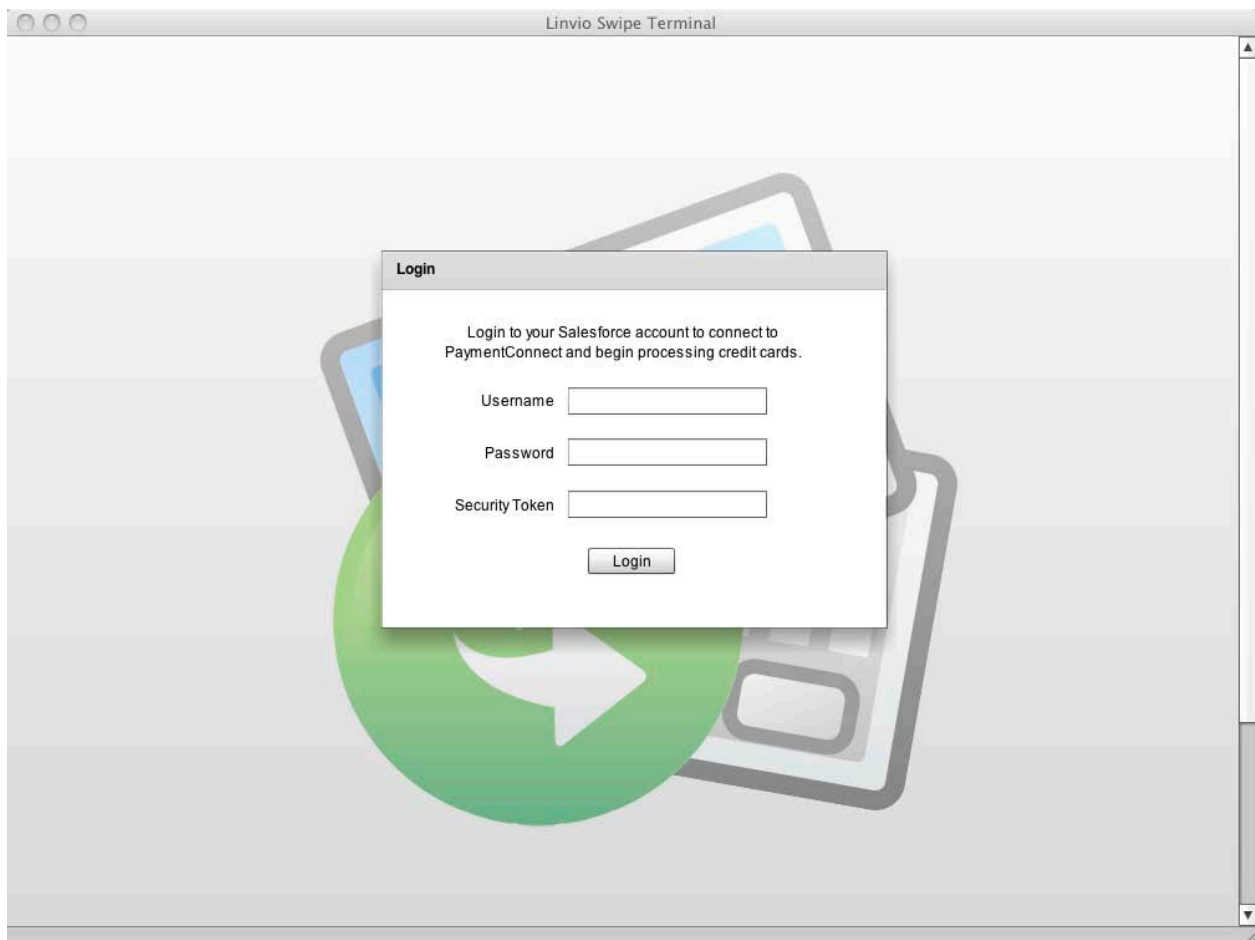 Linvio Swipe Terminal
Login
Login to your Salesforce account to connect to
PaymentConnect and begin processing credit cards.
Username
Password
Security Token
Login